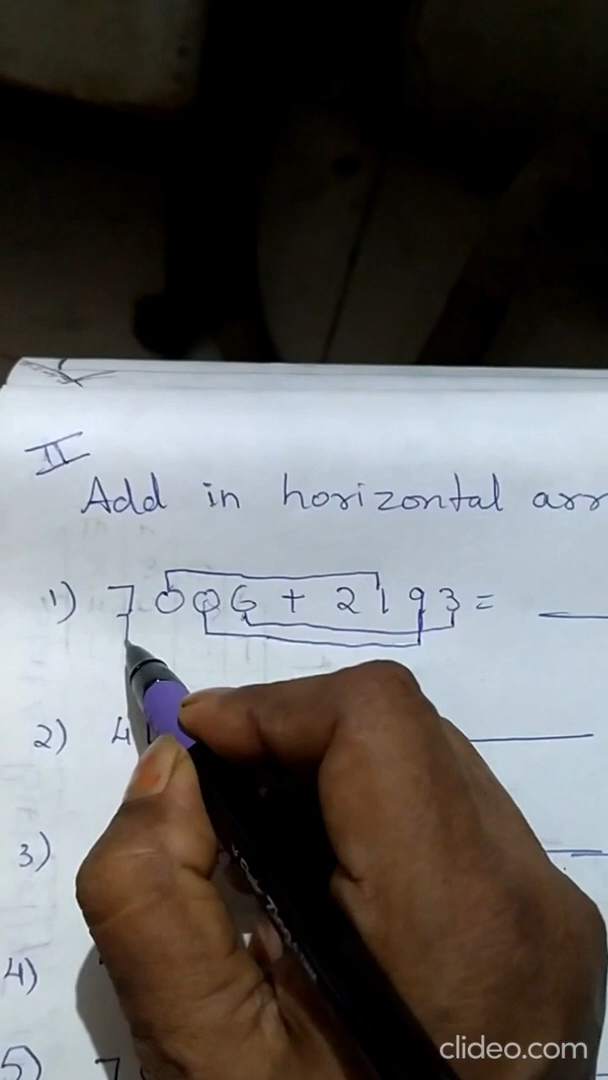 II
Add in horizontal arr
1) 7006 + 2193 =
2) 4
3)
4)
5) 7
clideo.com